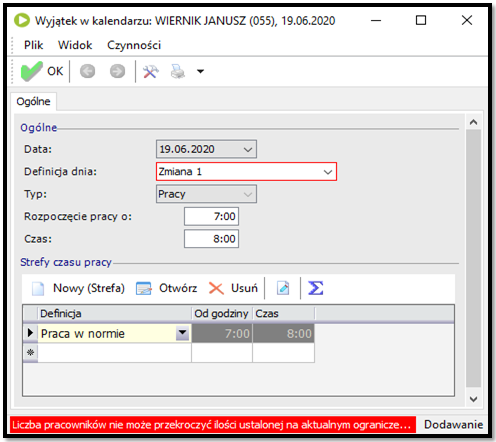 Wyjątek w kalendarzu: WIERNIK JANUSZ (055), 19.06.2020
Plik Widok Czynności
OK
Ogólne
Ogólne
Data: 19.06.2020
Definicja dnia: Zmiana 1
Typ: Pracy
Rozpoczęcie pracy o: 7:00
Czas: 8:00
Strefy czasu pracy
Nowy (Strefa) Otwórz Usuń Σ
Definicja Od godziny Czas
Praca w normie 7:00 8:00
Liczba pracowników nie może przekroczyć ilości ustalonej na aktualnym ogranicze... Dodawanie